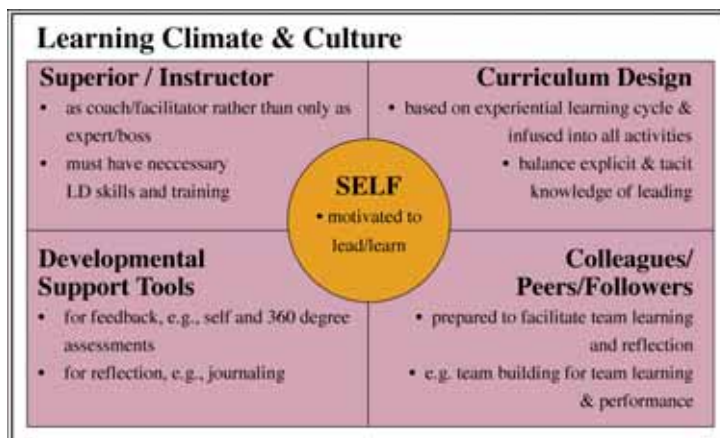 Learning Climate & Culture
Superior / Instructor
• as coach/facilitator rather than only as
expert/boss
• must have neccessary
LD skills and training
Curriculum Design
• based on experiential learning cycle &
infused into all activities
• balance explicit & tacit
knowledge of leading
SELF
• motivated to
lead/learn
Developmental
Support Tools
• for feedback, e.g., self and 360 degree
assessments
• for reflection, e.g., journaling
Colleagues/
Peers/Followers
• prepared to facilitate team learning
and reflection
• e.g. team building for team learning
& performance